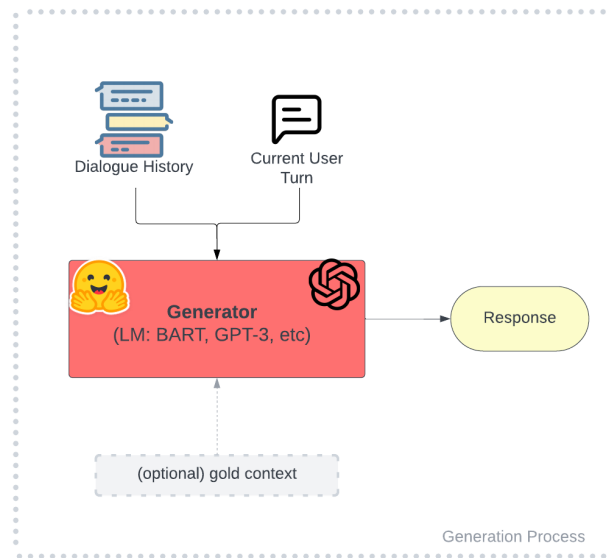 Dialogue History
Current User
Turn
Generator
(LM: BART, GPT-3, etc)
Response
(optional) gold context
Generation Process